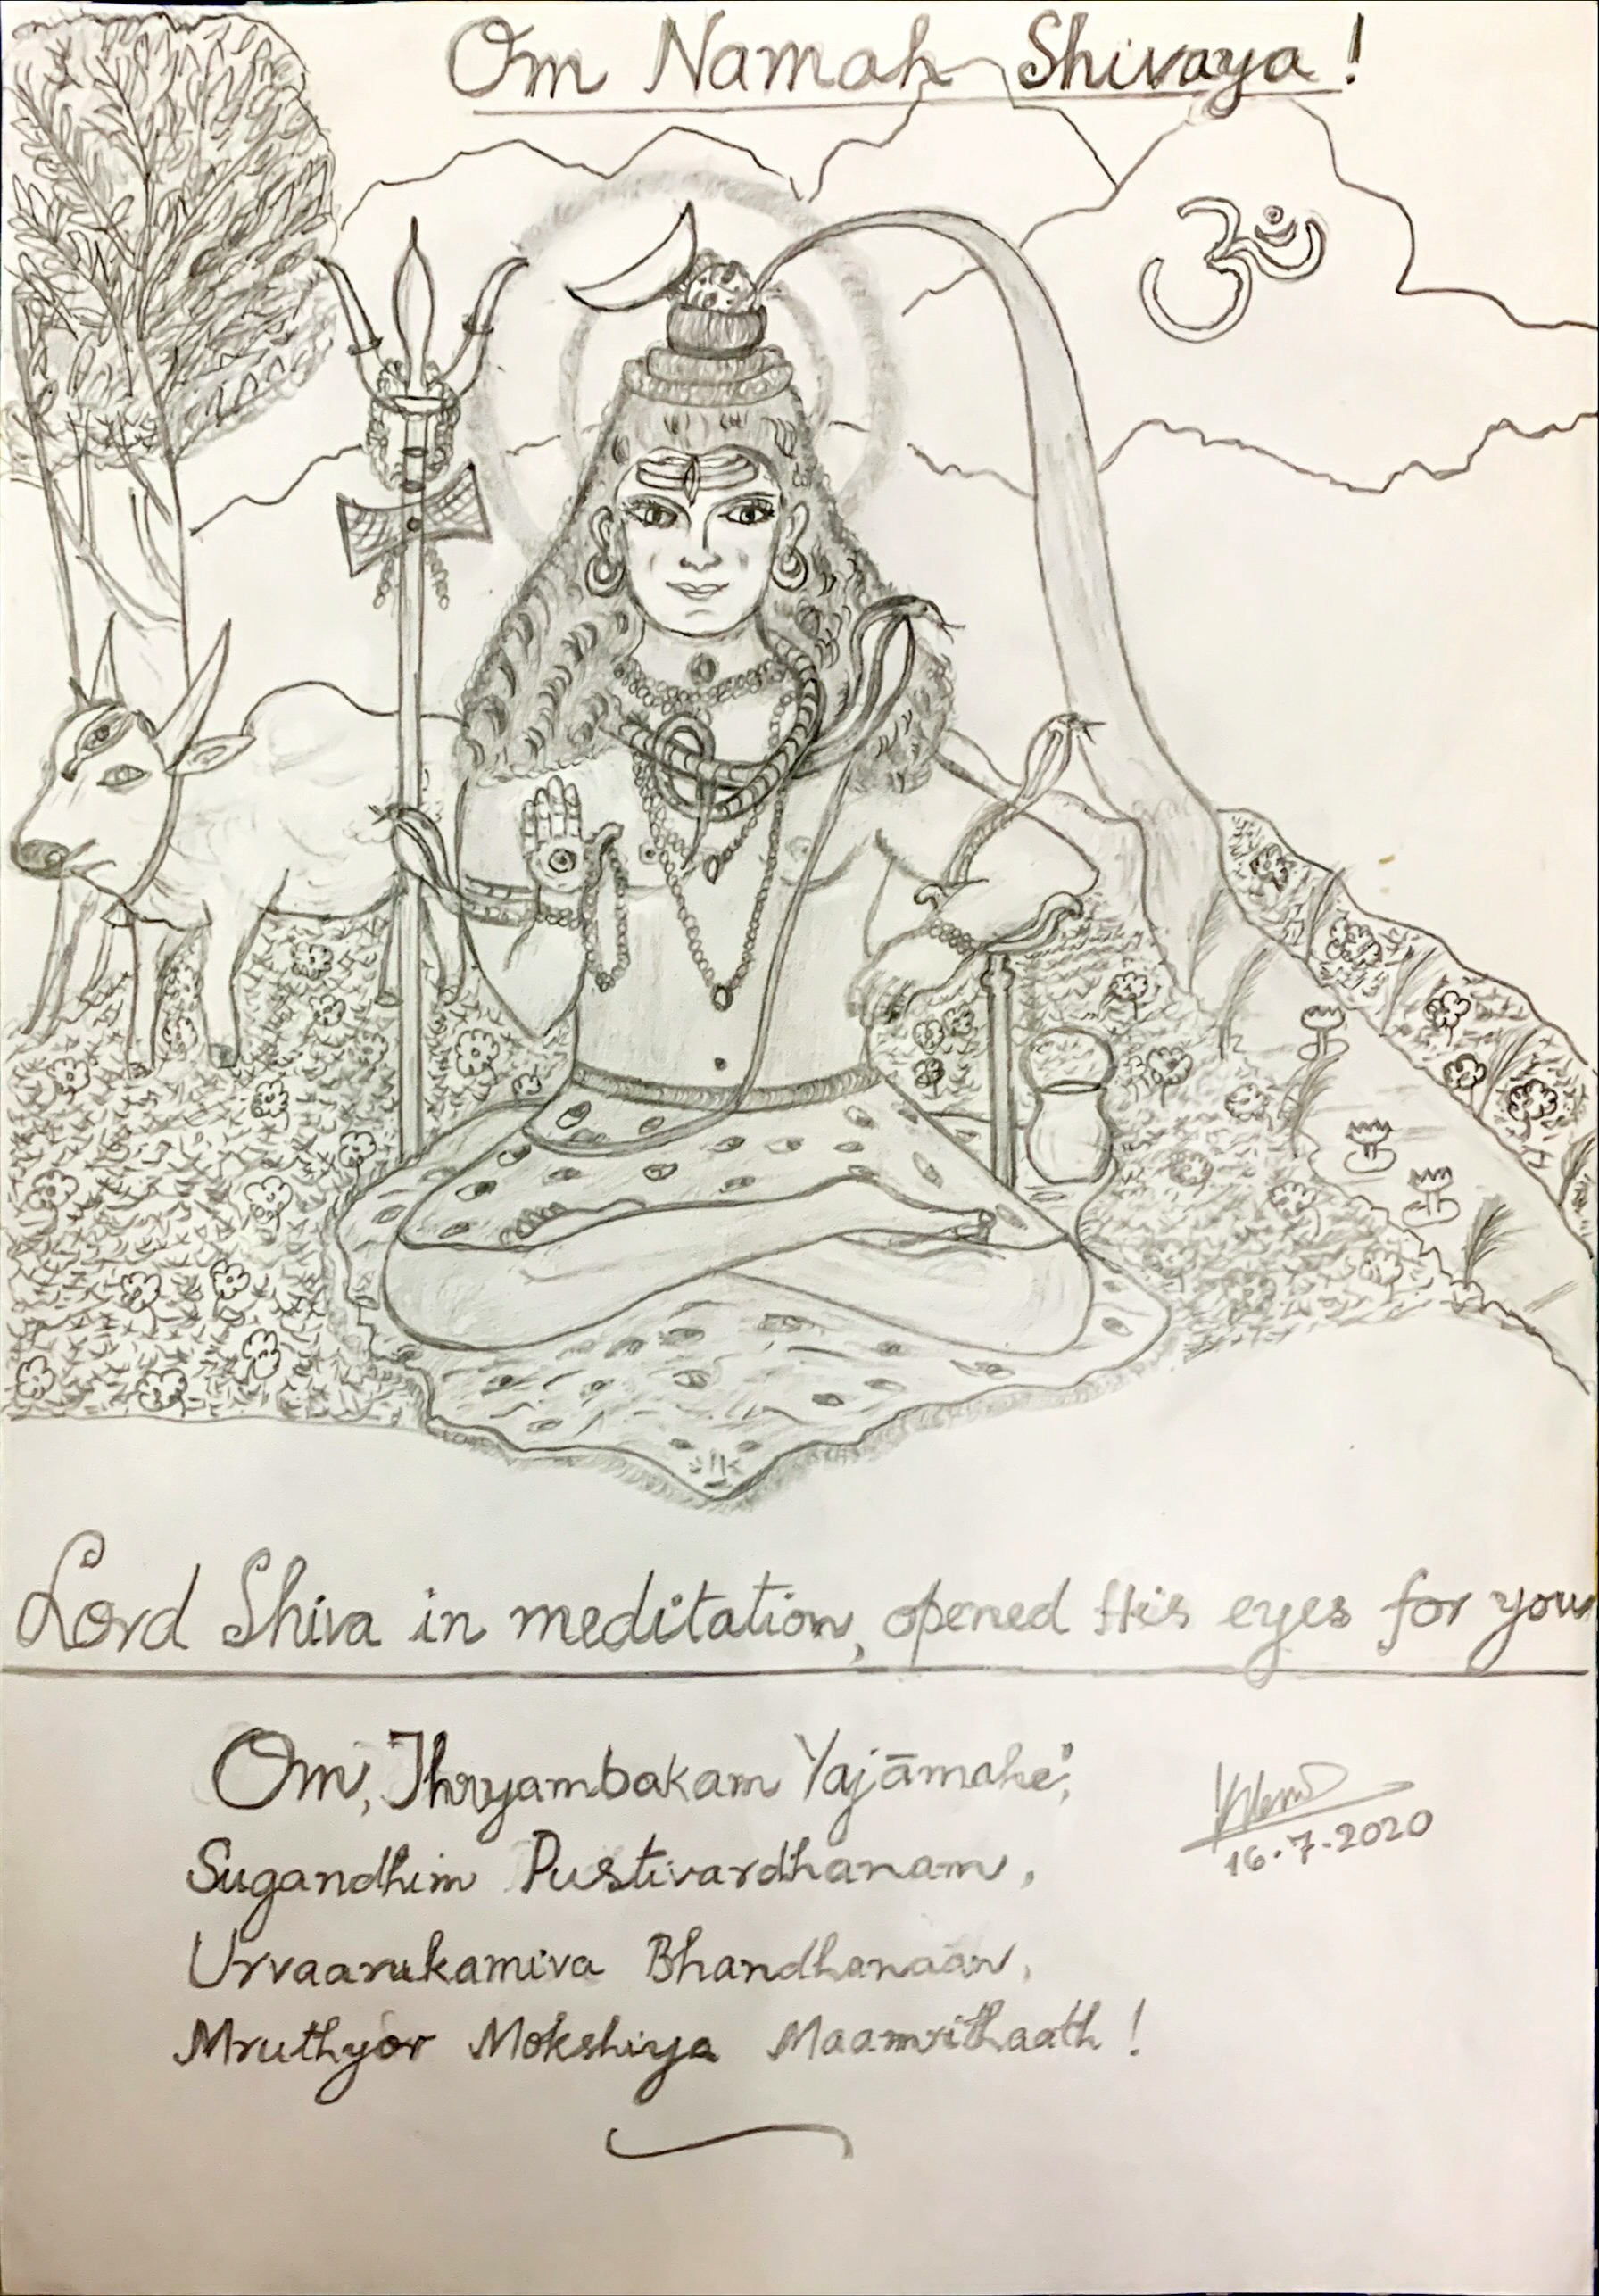 Om Namah Shivaya!
ॐ
Lord Shiva in meditation, opened His eyes for you
Om, Thryambakam Yajāmahe;
Sugandhim Pustivardhanam,
Urvaarukamiva Bhandhanaan,
Mruthyor Mokshiya Maamrithaath!
16.7.2020